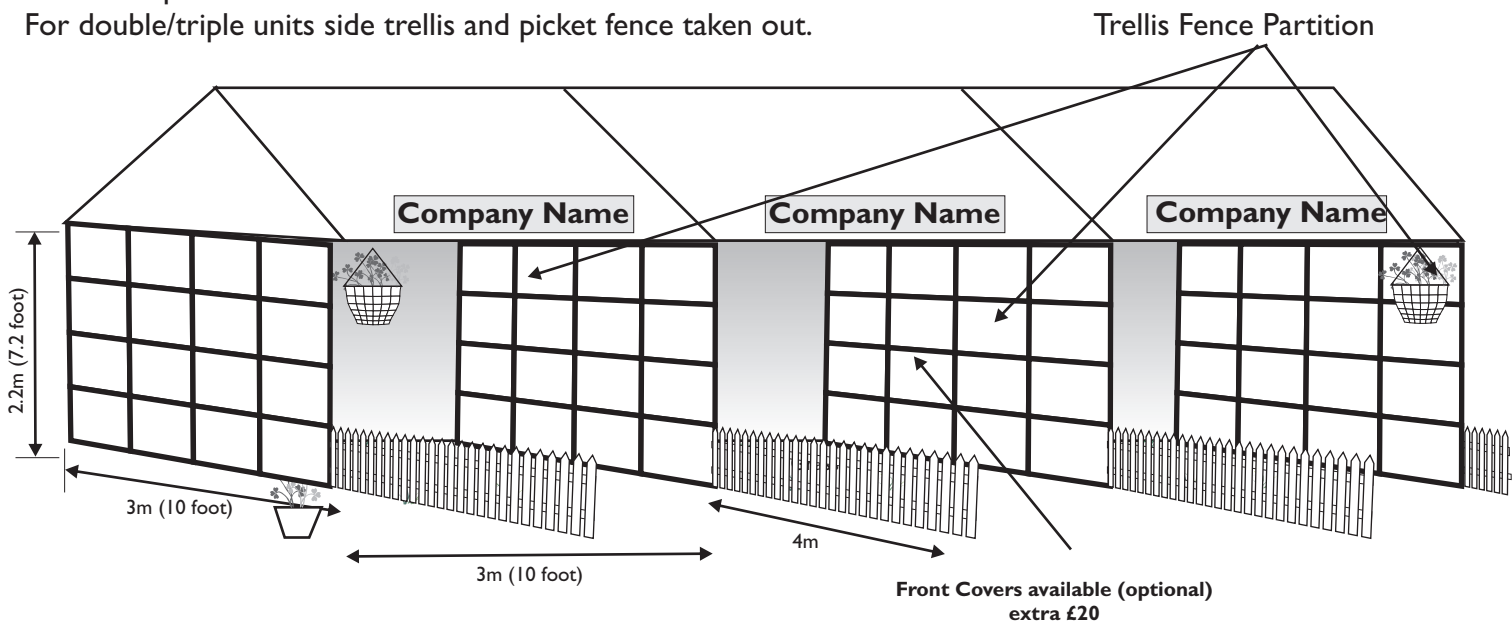 For double/triple units side trellis and picket fence taken out.
Trellis Fence Partition
Company Name
Company Name
Company Name
2.2m (7.2 foot)
3m (10 foot)
4m
3m (10 foot)
Front Covers available (optional)
extra £20